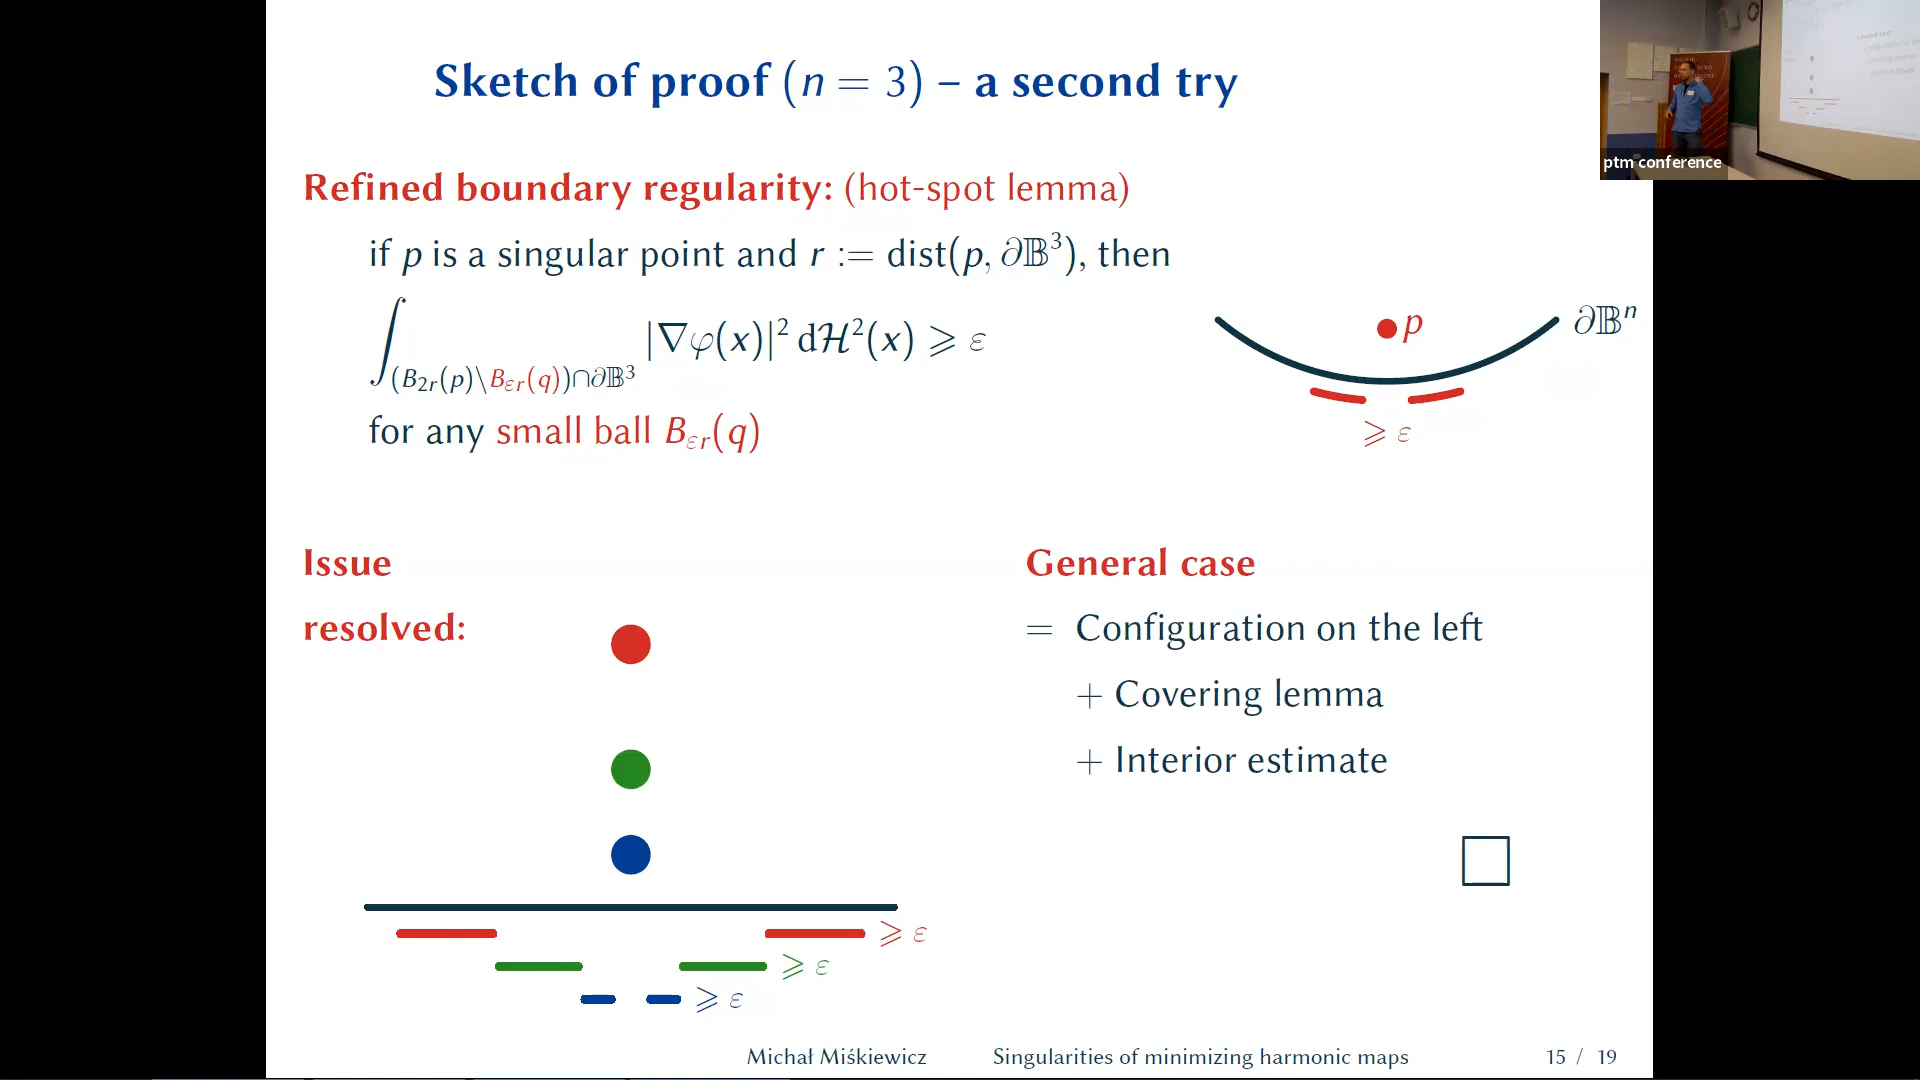 Sketch of proof (n = 3) – a second try
Refined boundary regularity: (hot-spot lemma)
if p is a singular point and r := dist(p, ∂𝔹³), then
∫_{(B_{2r}(p)\B_{εr}(q))∩∂𝔹³} |∇φ(x)|² dℋ²(x) ⩾ ε
for any small ball B_{εr}(q)
p
∂𝔹ⁿ
⩾ ε
Issue
resolved:
⩾ ε
⩾ ε
⩾ ε
General case
= Configuration on the left
+ Covering lemma
+ Interior estimate
Michał Miśkiewicz Singularities of minimizing harmonic maps 15 / 19
ptm conference